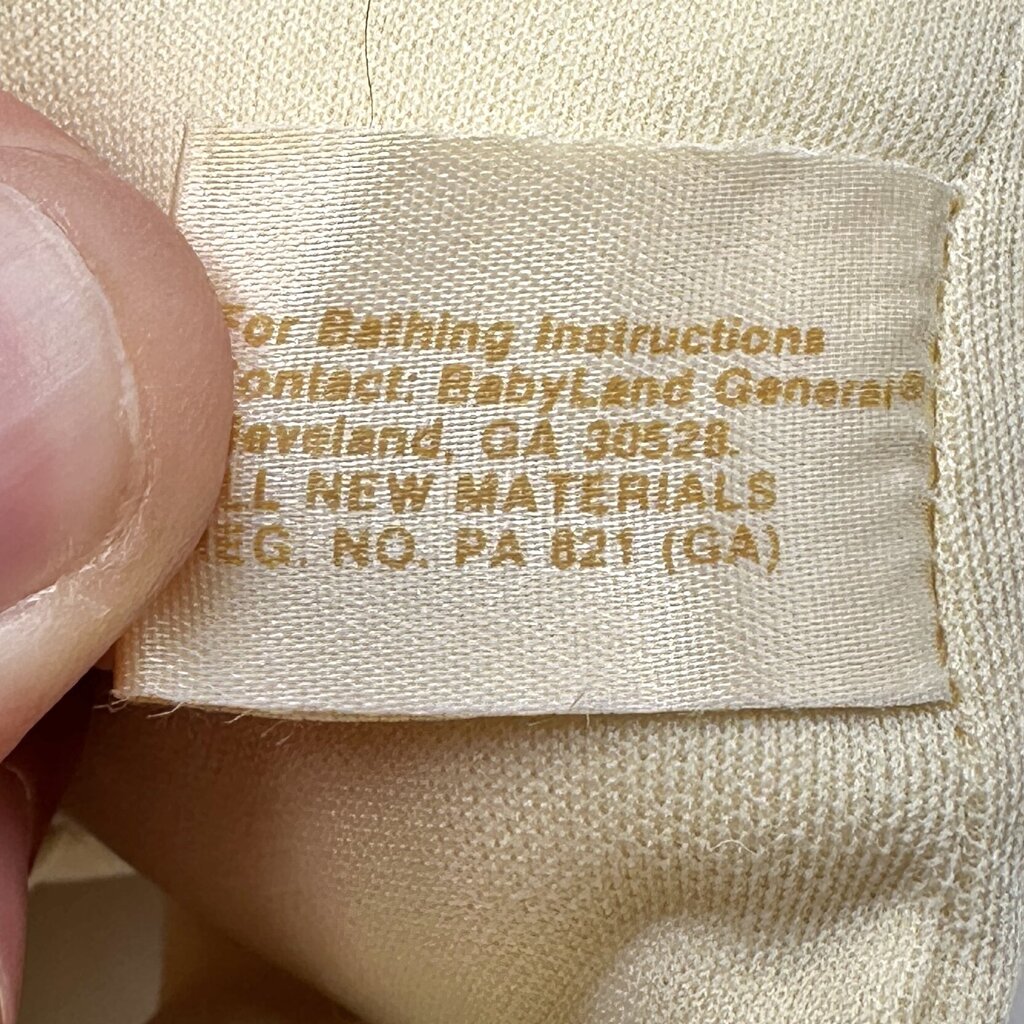 For Bathing Instructions
ontact: BabyLand General®
leveland, GA 30528.
LL NEW MATERIALS
EG. NO. PA 821 (GA)